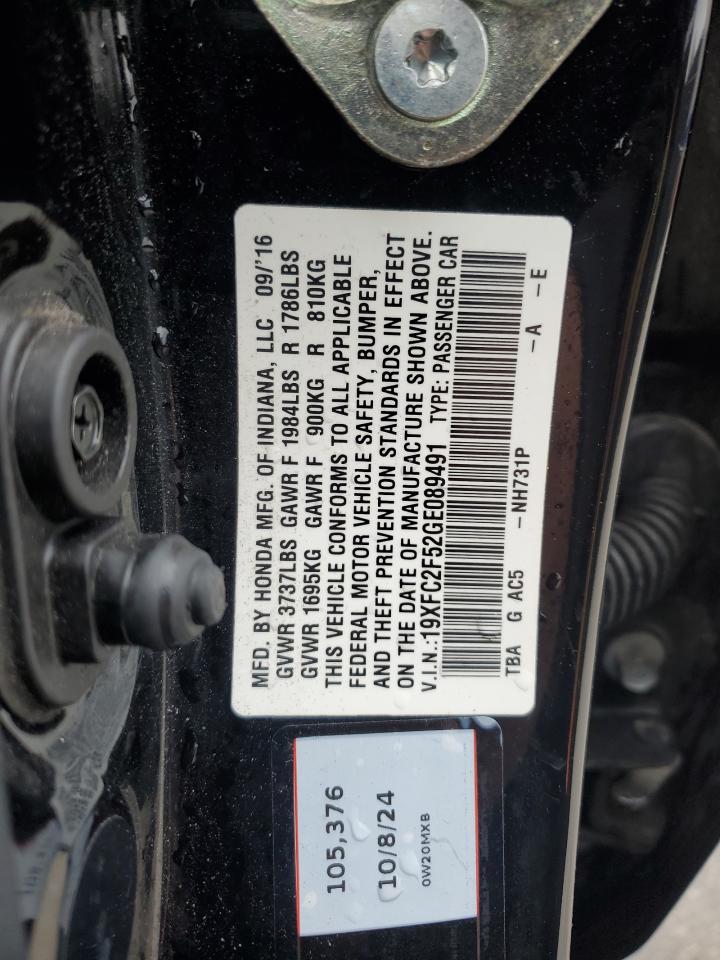 MFD. BY HONDA MFG. OF INDIANA, LLC 09/'16
GVWR 3737LBS GAWR F 1984LBS R 1786LBS
GVWR 1695KG GAWR F 900KG R 810KG
THIS VEHICLE CONFORMS TO ALL APPLICABLE
FEDERAL MOTOR VEHICLE SAFETY, BUMPER,
AND THEFT PREVENTION STANDARDS IN EFFECT
ON THE DATE OF MANUFACTURE SHOWN ABOVE.
V.I.N.:19XFC2F52GE089491 TYPE: PASSENGER CAR
TBA G AC5 -NH731P -A -E
105,376
10/8/24
0W20MXB